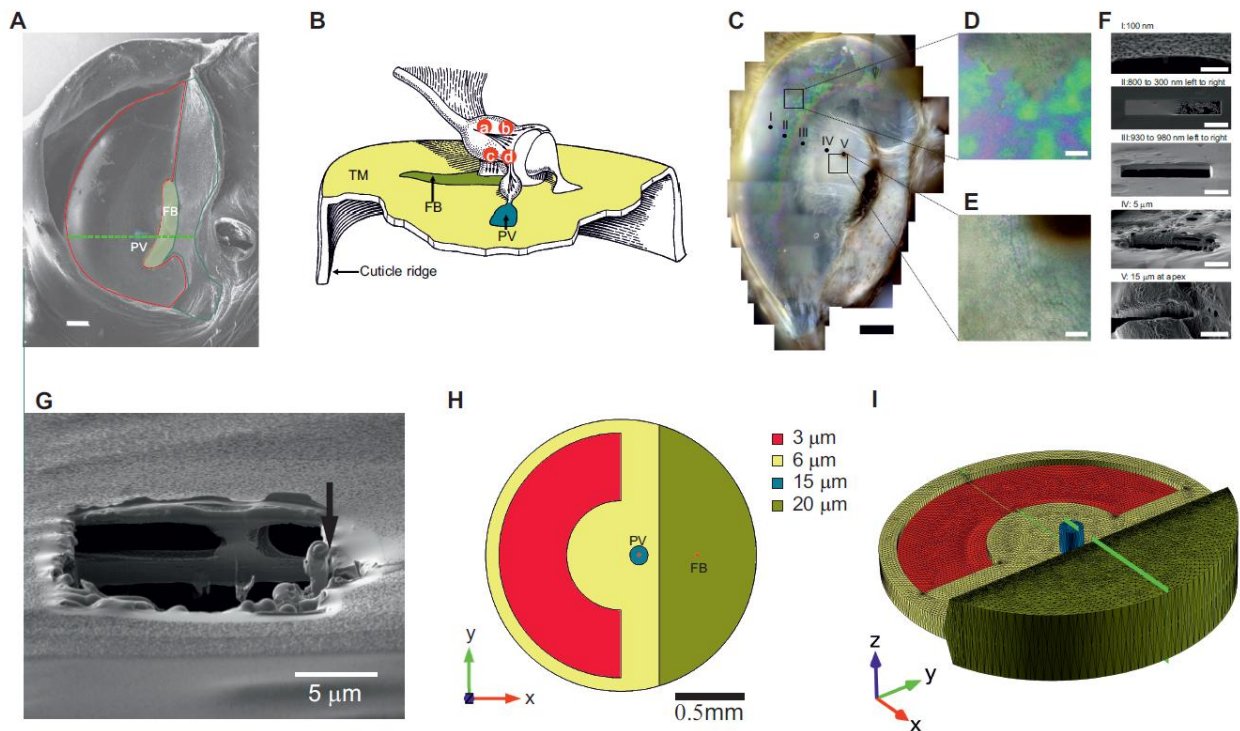 A
FB
PV
B
a
b
c
d
TM
FB
PV
Cuticle ridge
C
I
II
III
IV
V
D
E
F
I:100 nm
II:800 to 300 nm left to right
III:930 to 980 nm left to right
IV: 5 μm
V: 15 μm at apex
G
5 μm
H
PV
FB
y
x
0.5mm
3 μm
6 μm
15 μm
20 μm
I
z
y
x